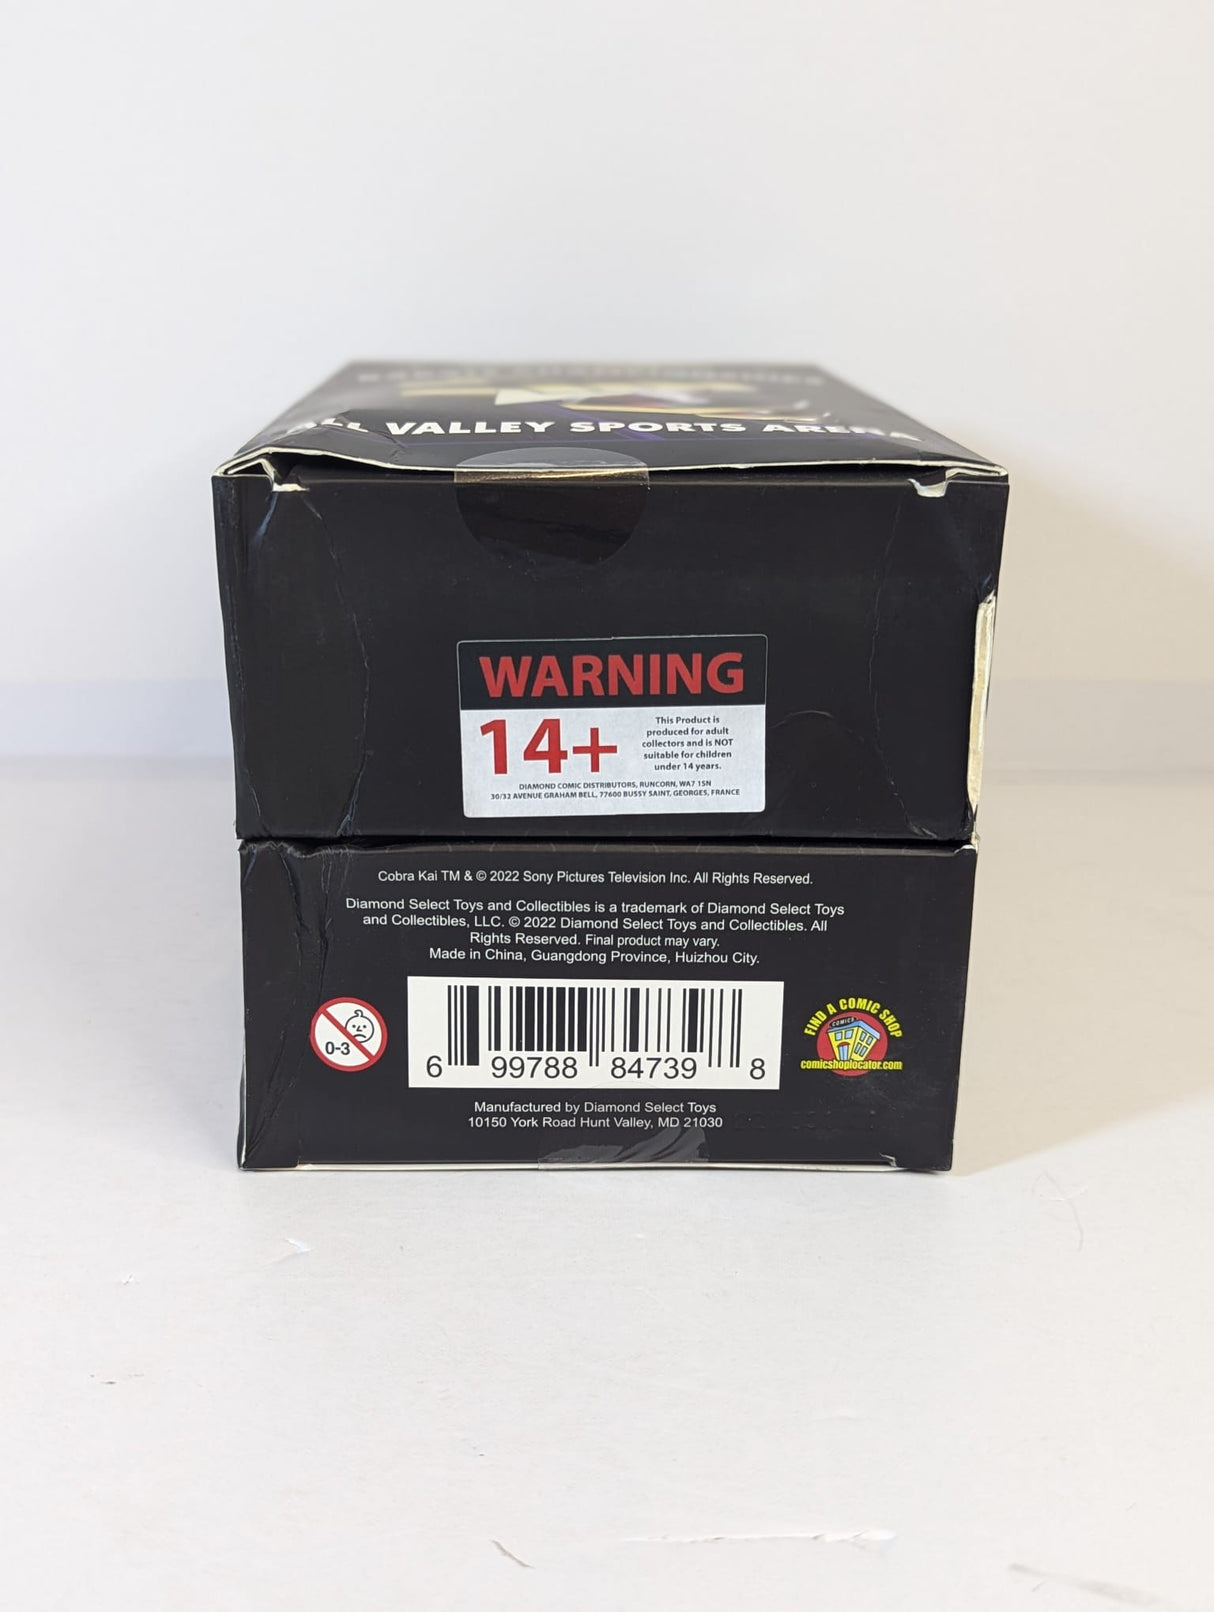 KARATE CHAMPIONSHIPS
ALL VALLEY SPORTS ARENA
WARNING
14+
This Product is
produced for adult
collectors and is NOT
suitable for children
under 14 years.
DIAMOND COMIC DISTRIBUTORS, RUNCORN, WA7 1SN
30/32 AVENUE GRAHAM BELL, 77600 BUSSY SAINT, GEORGES, FRANCE
Cobra Kai TM & © 2022 Sony Pictures Television Inc. All Rights Reserved.
Diamond Select Toys and Collectibles is a trademark of Diamond Select Toys
and Collectibles, LLC. © 2022 Diamond Select Toys and Collectibles. All
Rights Reserved. Final product may vary.
Made in China, Guangdong Province, Huizhou City.
0-3
6 99788 84739 8
FIND A COMIC SHOP
COMICS
comicshoplocator.com
Manufactured by Diamond Select Toys
10150 York Road Hunt Valley, MD 21030